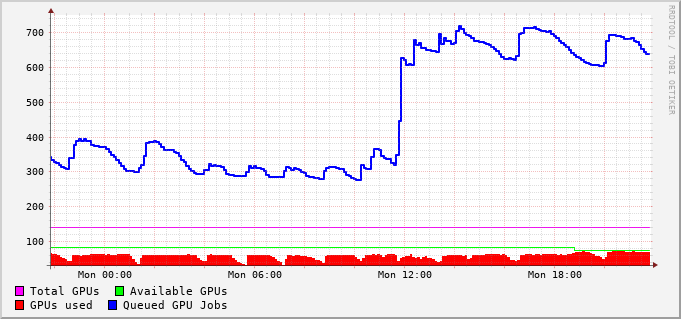 700
600
500
400
300
200
100
Mon 00:00 Mon 06:00 Mon 12:00 Mon 18:00
Total GPUs Available GPUs
GPUs used Queued GPU Jobs
RRDTOOL / TOBI OETIKER